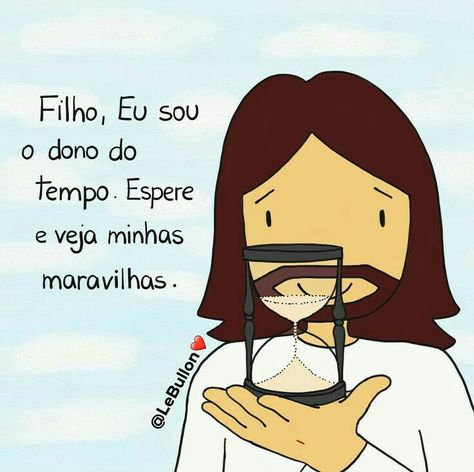 Filho, Eu sou
o dono do
tempo. Espere
e veja minhas
maravilhas.
@LeBullon